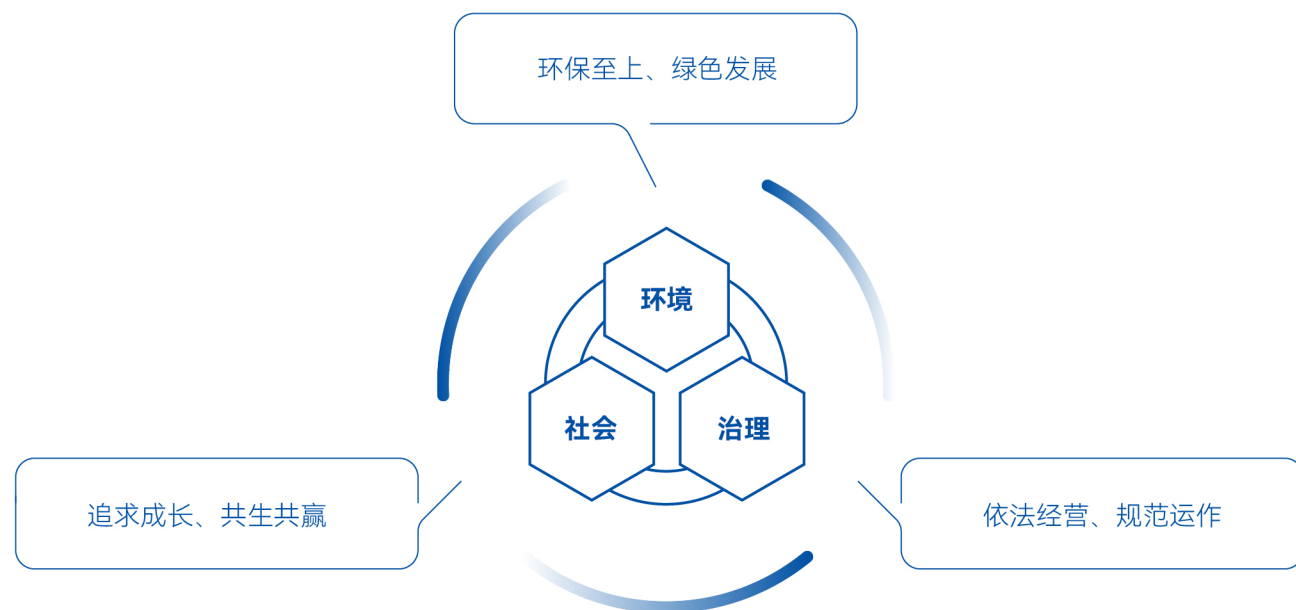 环保至上、绿色发展
环境
社会
治理
追求成长、共生共赢
依法经营、规范运作